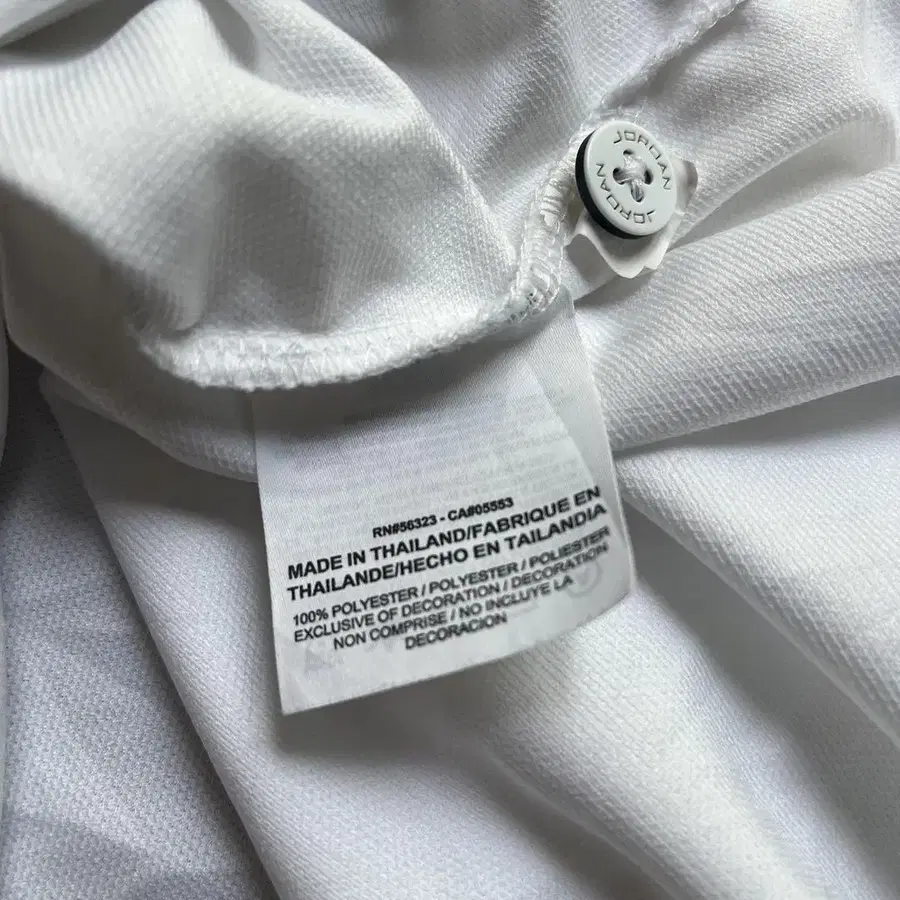 JORDAN
JORDAN
RN#56323 - CA#05553
MADE IN THAILAND/FABRIQUE EN
THAILANDE/HECHO EN TAILANDIA
100% POLYESTER / POLYESTER / POLIESTER
EXCLUSIVE OF DECORATION / DECORATION
NON COMPRISE / NO INCLUYE LA
DECORACION